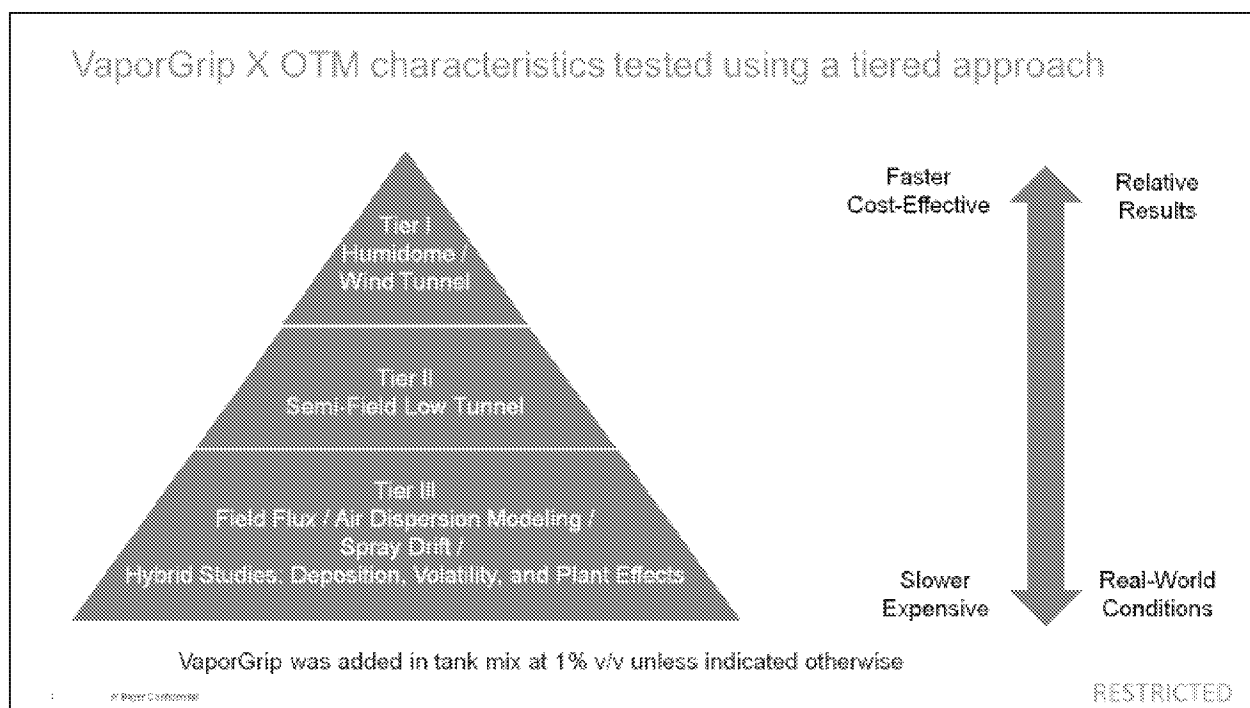 VaporGrip X OTM characteristics tested using a tiered approach
Tier I
Humidome /
Wind Tunnel
Tier II
Semi-Field Low Tunnel
Tier III
Field Flux / Air Dispersion Modeling /
Spray Drift /
Hybrid Studies, Deposition, Volatility, and Plant Effects
Faster
Cost-Effective
Relative
Results
Slower
Expensive
Real-World
Conditions
VaporGrip was added in tank mix at 1% v/v unless indicated otherwise
Bayer Confidential
RESTRICTED